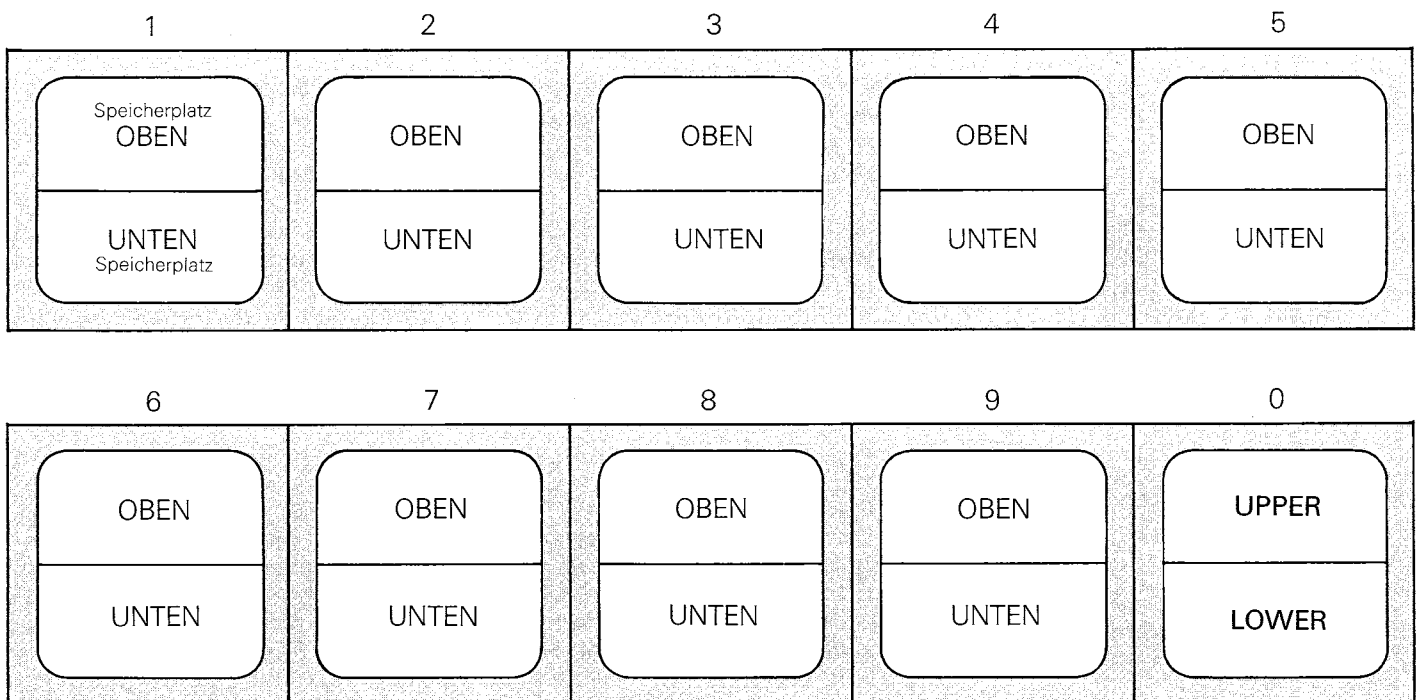 1 2 3 4 5
Speicherplatz
OBEN OBEN OBEN OBEN OBEN
UNTEN UNTEN UNTEN UNTEN UNTEN
Speicherplatz
6 7 8 9 0
OBEN OBEN OBEN OBEN UPPER
UNTEN UNTEN UNTEN UNTEN LOWER